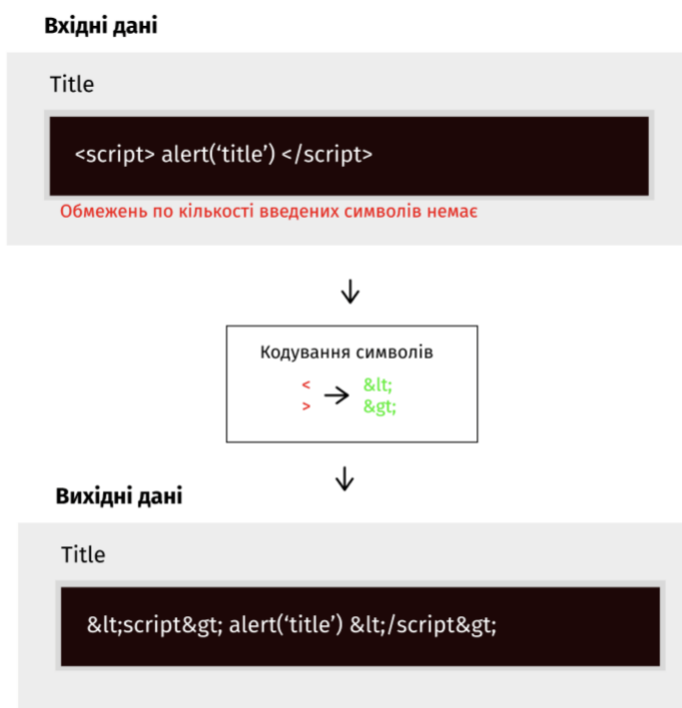 Вхідні дані
Title
<script> alert(‘title’) </script>
Обмежень по кількості введених символів немає
↓
Кодування символів
< → &lt;
> &gt;
↓
Вихідні дані
Title
&lt;script&gt; alert(‘title’) &lt;/script&gt;